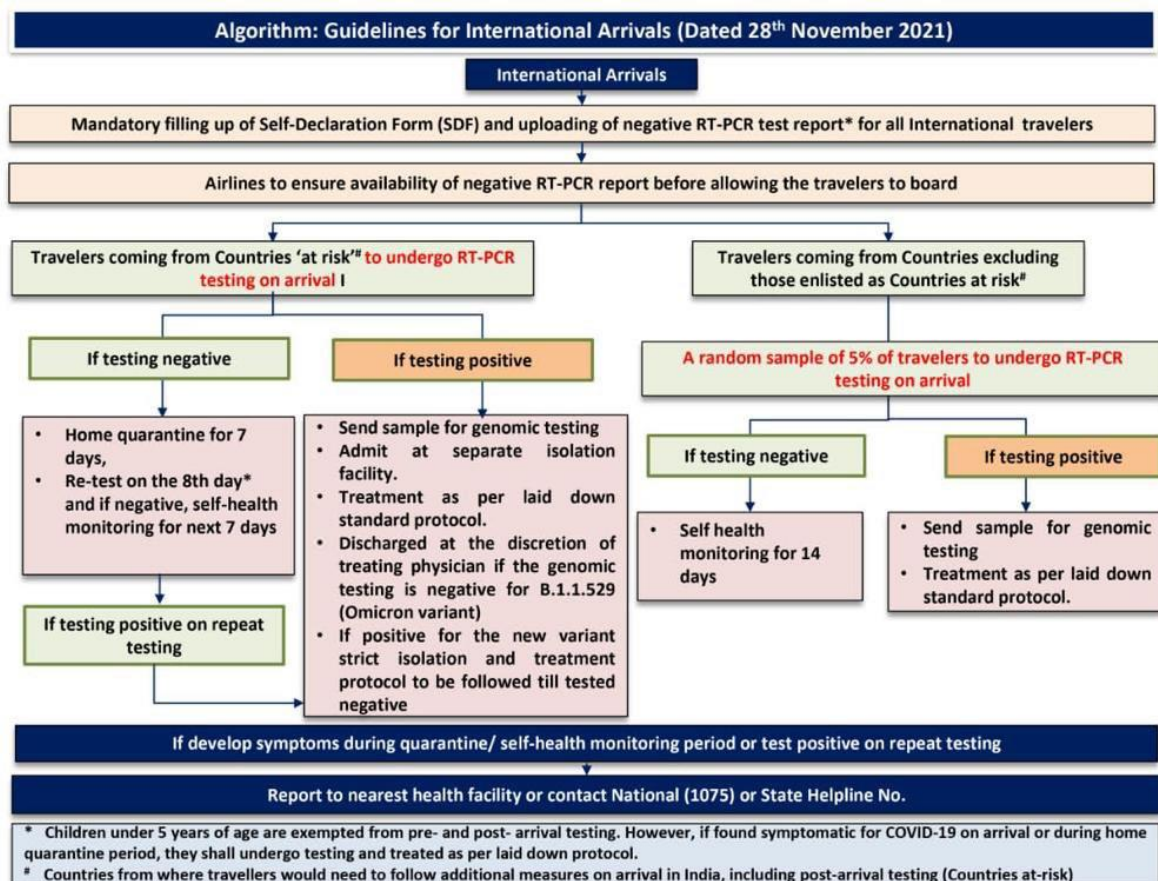 Algorithm: Guidelines for International Arrivals (Dated 28th November 2021)
International Arrivals
Mandatory filling up of Self-Declaration Form (SDF) and uploading of negative RT-PCR test report* for all International travelers
Airlines to ensure availability of negative RT-PCR report before allowing the travelers to board
Travelers coming from Countries ‘at risk’# to undergo RT-PCR
testing on arrival I
If testing negative
• Home quarantine for 7
days,
• Re-test on the 8th day*
and if negative, self-health
monitoring for next 7 days
If testing positive on repeat
testing
If testing positive
• Send sample for genomic testing
• Admit at separate isolation
facility.
• Treatment as per laid down
standard protocol.
• Discharged at the discretion of
treating physician if the genomic
testing is negative for B.1.1.529
(Omicron variant)
• If positive for the new variant
strict isolation and treatment
protocol to be followed till tested
negative
Travelers coming from Countries excluding
those enlisted as Countries at risk#
A random sample of 5% of travelers to undergo RT-PCR
testing on arrival
If testing negative
• Self health
monitoring for 14
days
If testing positive
• Send sample for genomic
testing
• Treatment as per laid down
standard protocol.
If develop symptoms during quarantine/ self-health monitoring period or test positive on repeat testing
Report to nearest health facility or contact National (1075) or State Helpline No.
* Children under 5 years of age are exempted from pre- and post- arrival testing. However, if found symptomatic for COVID-19 on arrival or during home
quarantine period, they shall undergo testing and treated as per laid down protocol.
# Countries from where travellers would need to follow additional measures on arrival in India, including post-arrival testing (Countries at-risk)